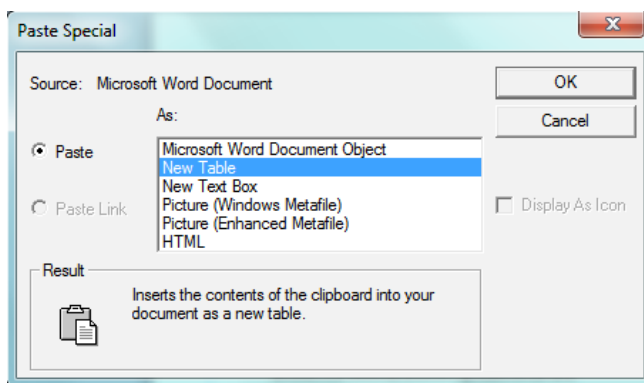 Paste Special
Source: Microsoft Word Document
OK
As:
Cancel
Paste
Microsoft Word Document Object
New Table
New Text Box
Paste Link
Picture (Windows Metafile)
Display As Icon
Picture (Enhanced Metafile)
HTML
Result
Inserts the contents of the clipboard into your
document as a new table.